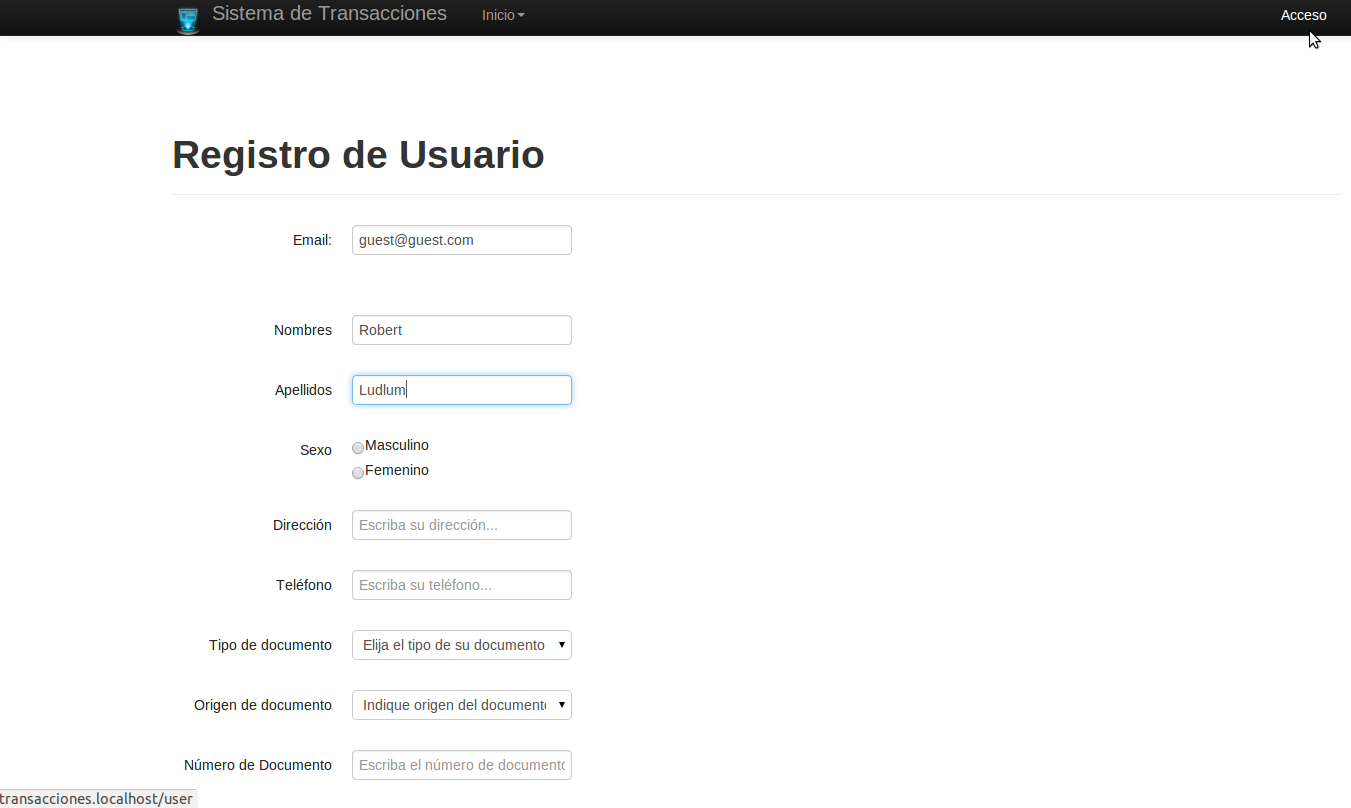 Sistema de Transacciones Inicio Acceso
Registro de Usuario
Email: guest@guest.com
Nombres Robert
Apellidos Ludlum
Sexo Masculino
Femenino
Dirección Escriba su dirección...
Teléfono Escriba su teléfono...
Tipo de documento Elija el tipo de su documento
Origen de documento Indique origen del documento
Número de Documento Escriba el número de documento
transacciones.localhost/user